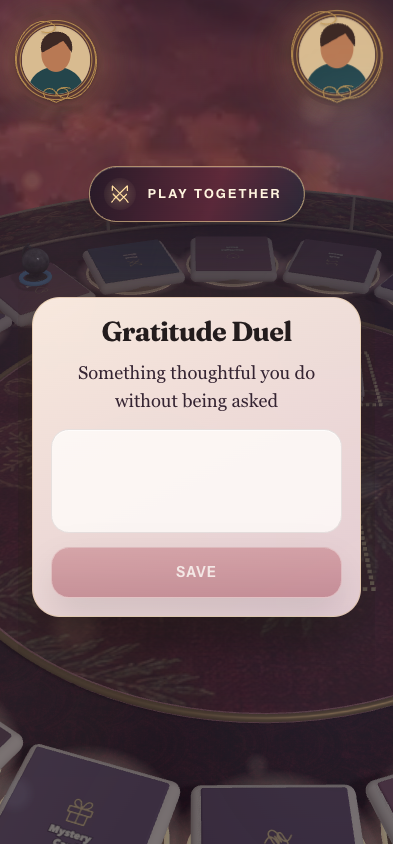 PLAY TOGETHER
Gratitude Duel
Something thoughtful you do
without being asked
SAVE
Mystery